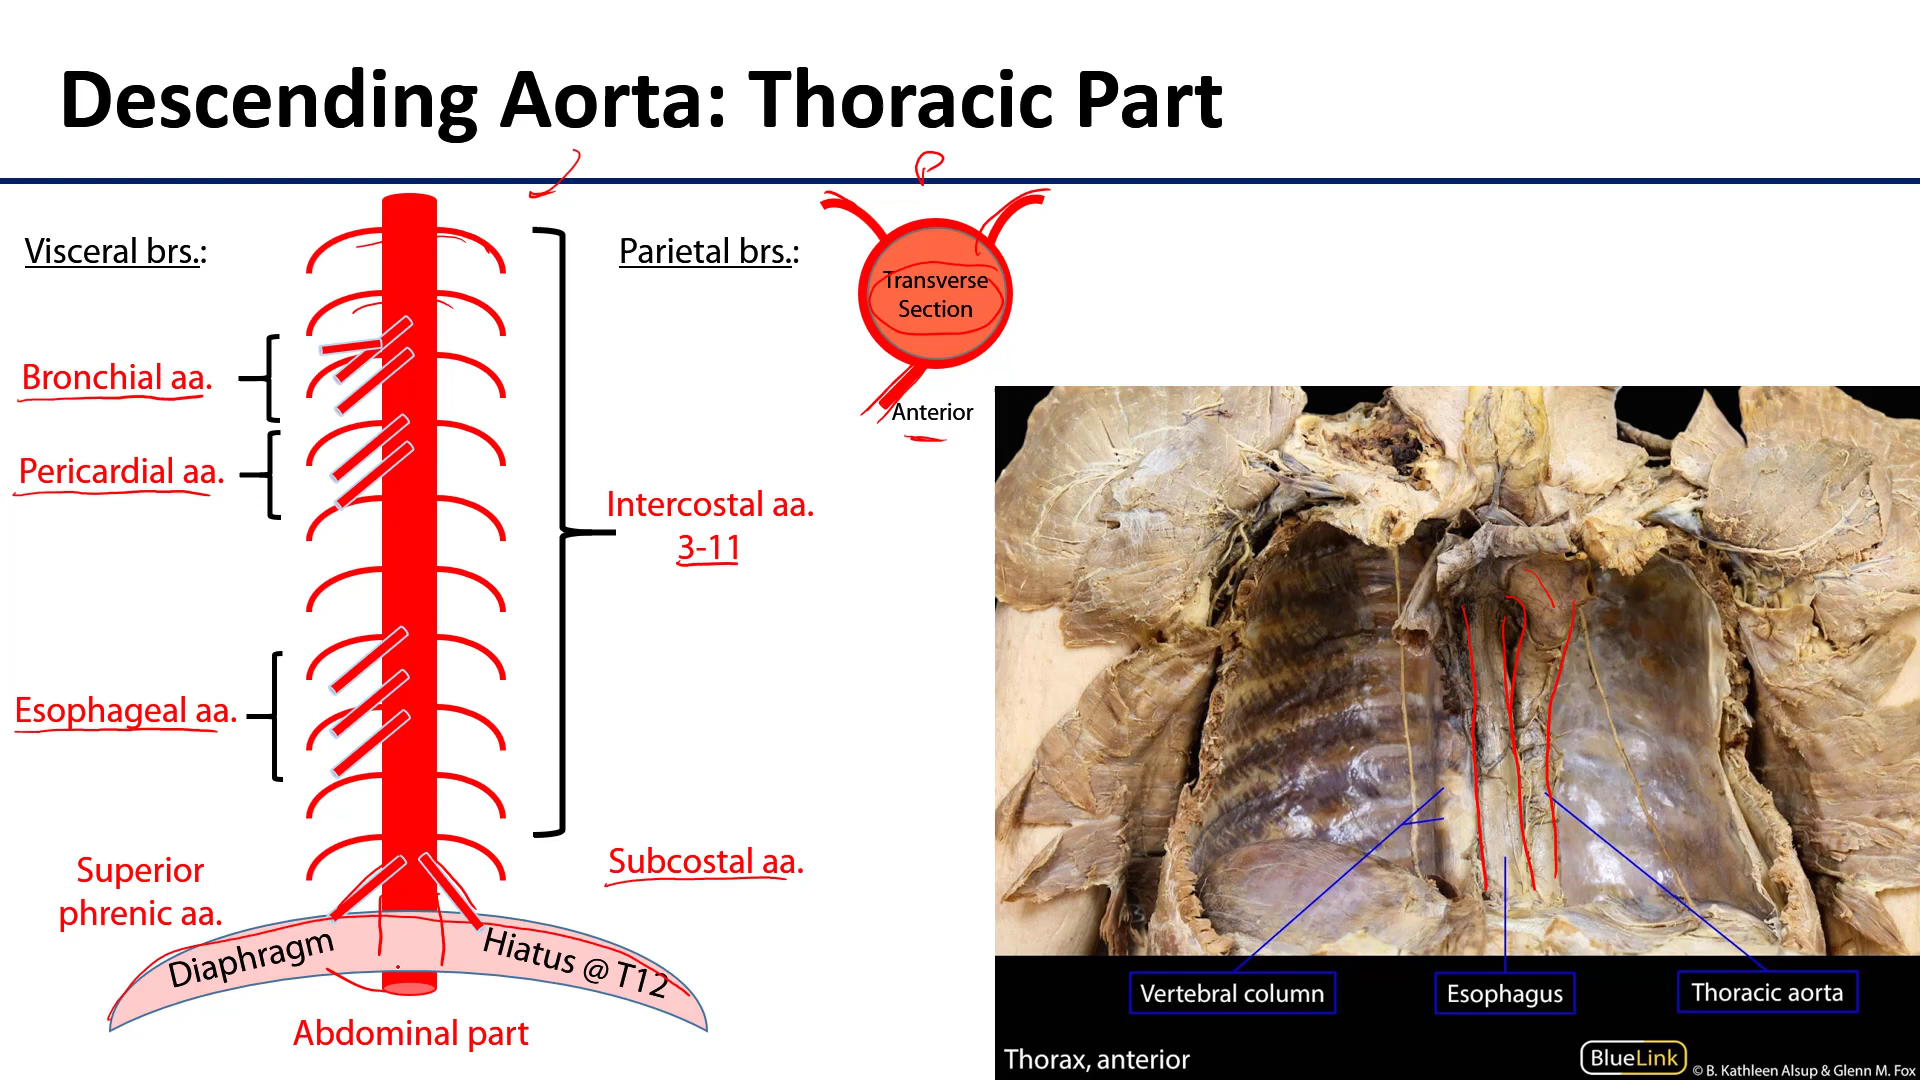 Descending Aorta: Thoracic Part
Visceral brs.:
Parietal brs.:
P
Transverse
Section
Anterior
Bronchial aa.
Pericardial aa.
Intercostal aa.
3-11
Esophageal aa.
Superior
phrenic aa.
Subcostal aa.
Diaphragm
Hiatus @ T12
Abdominal part
Vertebral column
Esophagus
Thoracic aorta
Thorax, anterior
BlueLink
© B. Kathleen Alsup & Glenn M. Fox